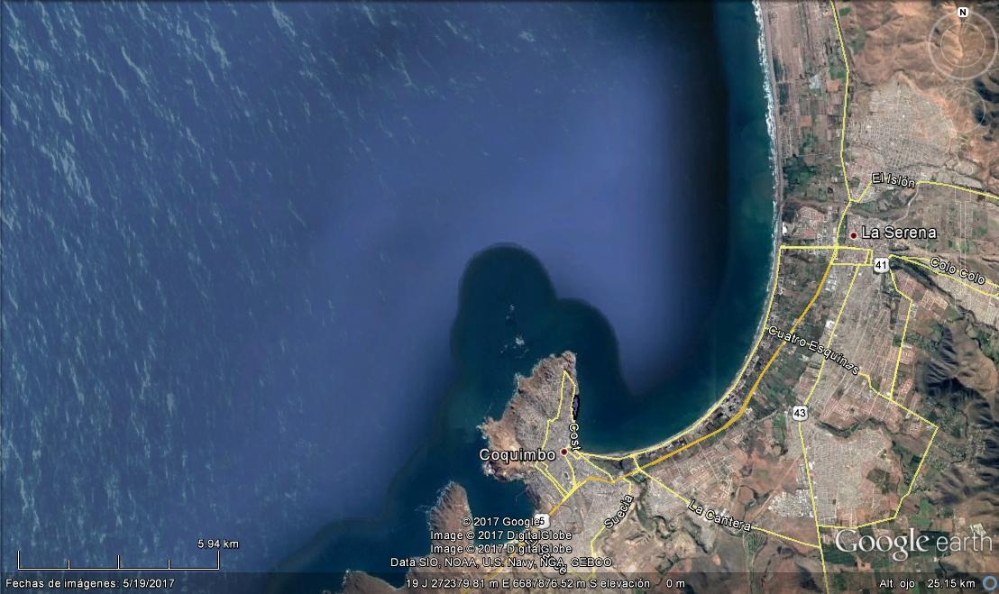 N
El Islón
La Serena
41
Colo Colo
Cuatro Esquinas
43
Coquimbo
Cost
La Cantera
Suecia
5
© 2017 Google
Image © 2017 DigitalGlobe
Image © 2017 DigitalGlobe
Data SIO, NOAA, U.S. Navy, NGA, GEBCO
Google earth
5.94 km
Fechas de imágenes: 5/19/2017
19 J 272379.81 m E 6687876.52 m S elevación 0 m
Alt. ojo 25.15 km